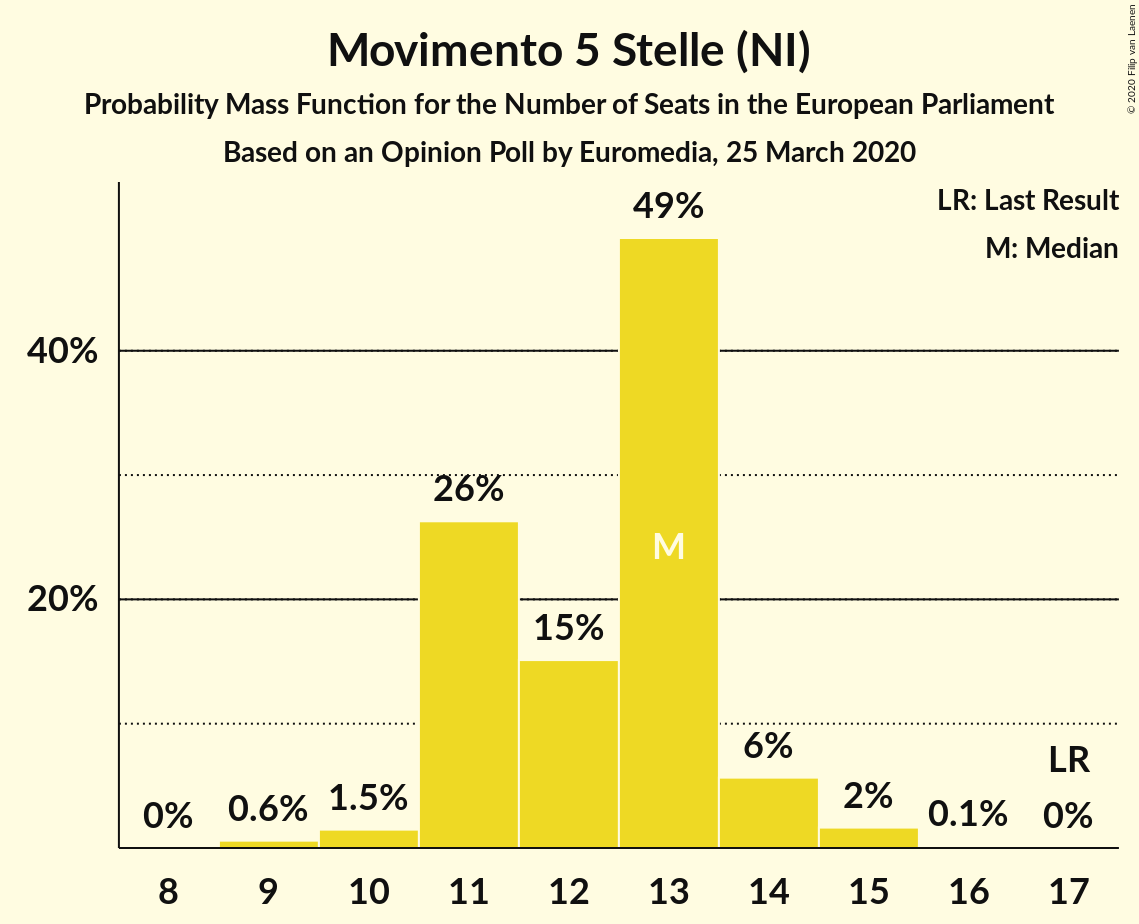 Movimento 5 Stelle (NI)
Probability Mass Function for the Number of Seats in the European Parliament
Based on an Opinion Poll by Euromedia, 25 March 2020
© 2020 Filip van Laenen
LR: Last Result
M: Median
49%
40%
26%
M
20%
15%
6%
LR
0%
0.6%
1.5%
2%
0.1%
0%
8 9 10 11 12 13 14 15 16 17